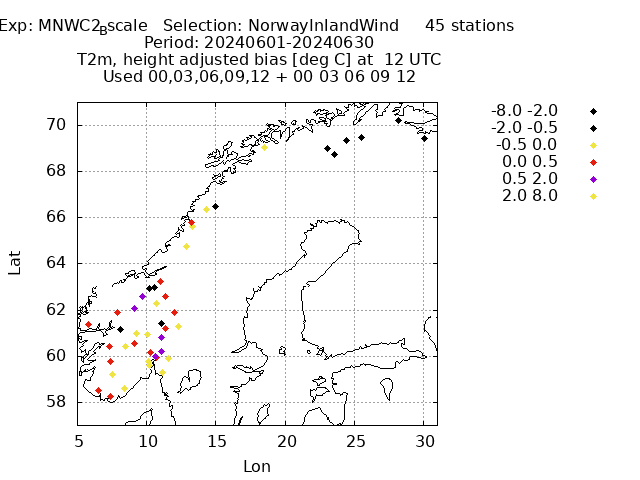 Exp: MNWC2Bscale   Selection: NorwayInlandWind     45 stations
Period: 20240601-20240630
T2m, height adjusted bias [deg C] at  12 UTC
Used 00,03,06,09,12 + 00 03 06 09 12
-8.0 -2.0
-2.0 -0.5
-0.5 0.0
0.0 0.5
0.5 2.0
2.0 8.0
Lat
70
68
66
64
62
60
58
5 10 15 20 25 30
Lon